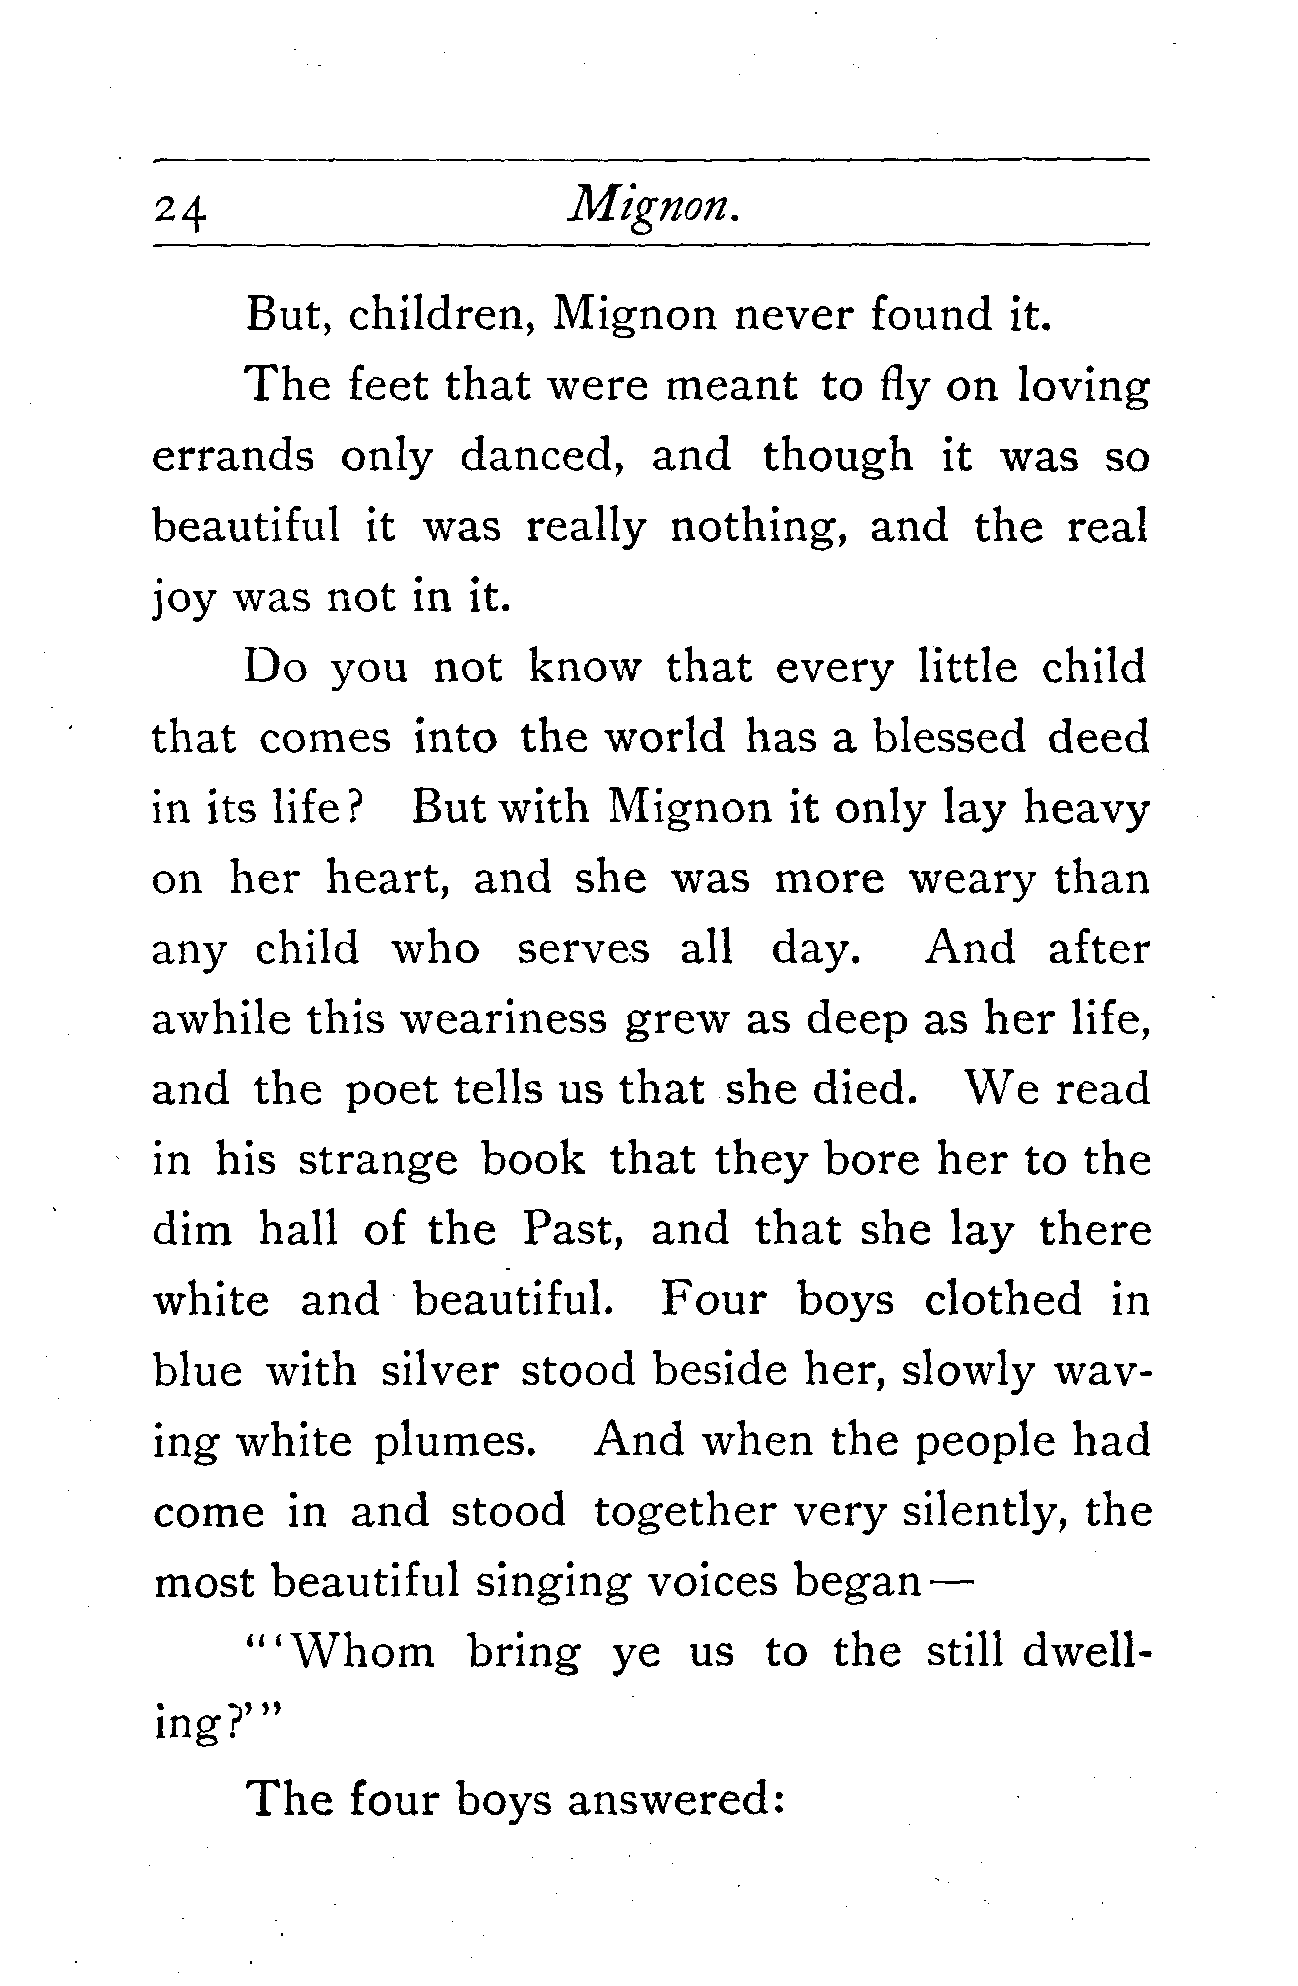 24 Mignon.
But, children, Mignon never found it.
The feet that were meant to fly on loving
errands only danced, and though it was so
beautiful it was really nothing, and the real
joy was not in it.
Do you not know that every little child
that comes into the world has a blessed deed
in its life? But with Mignon it only lay heavy
on her heart, and she was more weary than
any child who serves all day. And after
awhile this weariness grew as deep as her life,
and the poet tells us that she died. We read
in his strange book that they bore her to the
dim hall of the Past, and that she lay there
white and beautiful. Four boys clothed in
blue with silver stood beside her, slowly wav-
ing white plumes. And when the people had
come in and stood together very silently, the
most beautiful singing voices began—
"'Whom bring ye us to the still dwell-
ing?'"
The four boys answered: